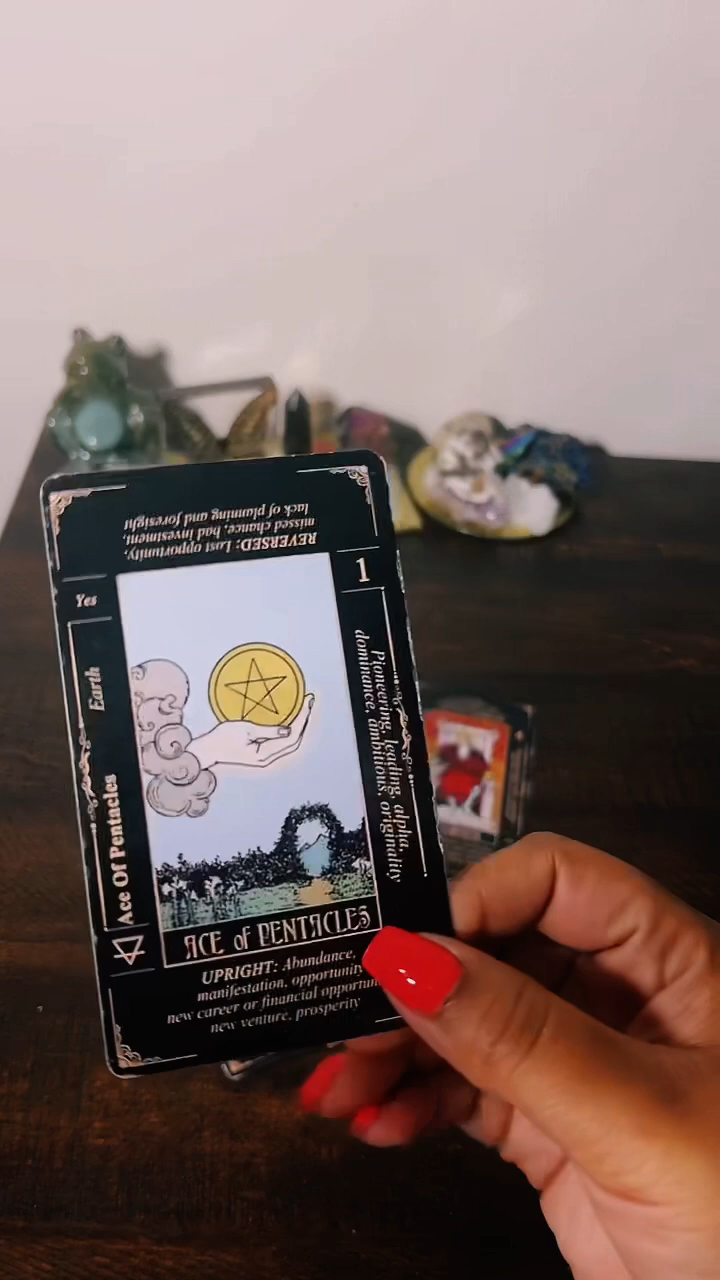 REVERSED: Lost opportunity,
missed chance, bad investment,
lack of planning and foresight
1
Yes
Earth
Ace Of Pentacles
Pioneering, leading, alpha,
dominance, ambitious, originality
ACE of PENTACLES
UPRIGHT: Abundance,
manifestation, opportunity
new career or financial
new venture, prosperity